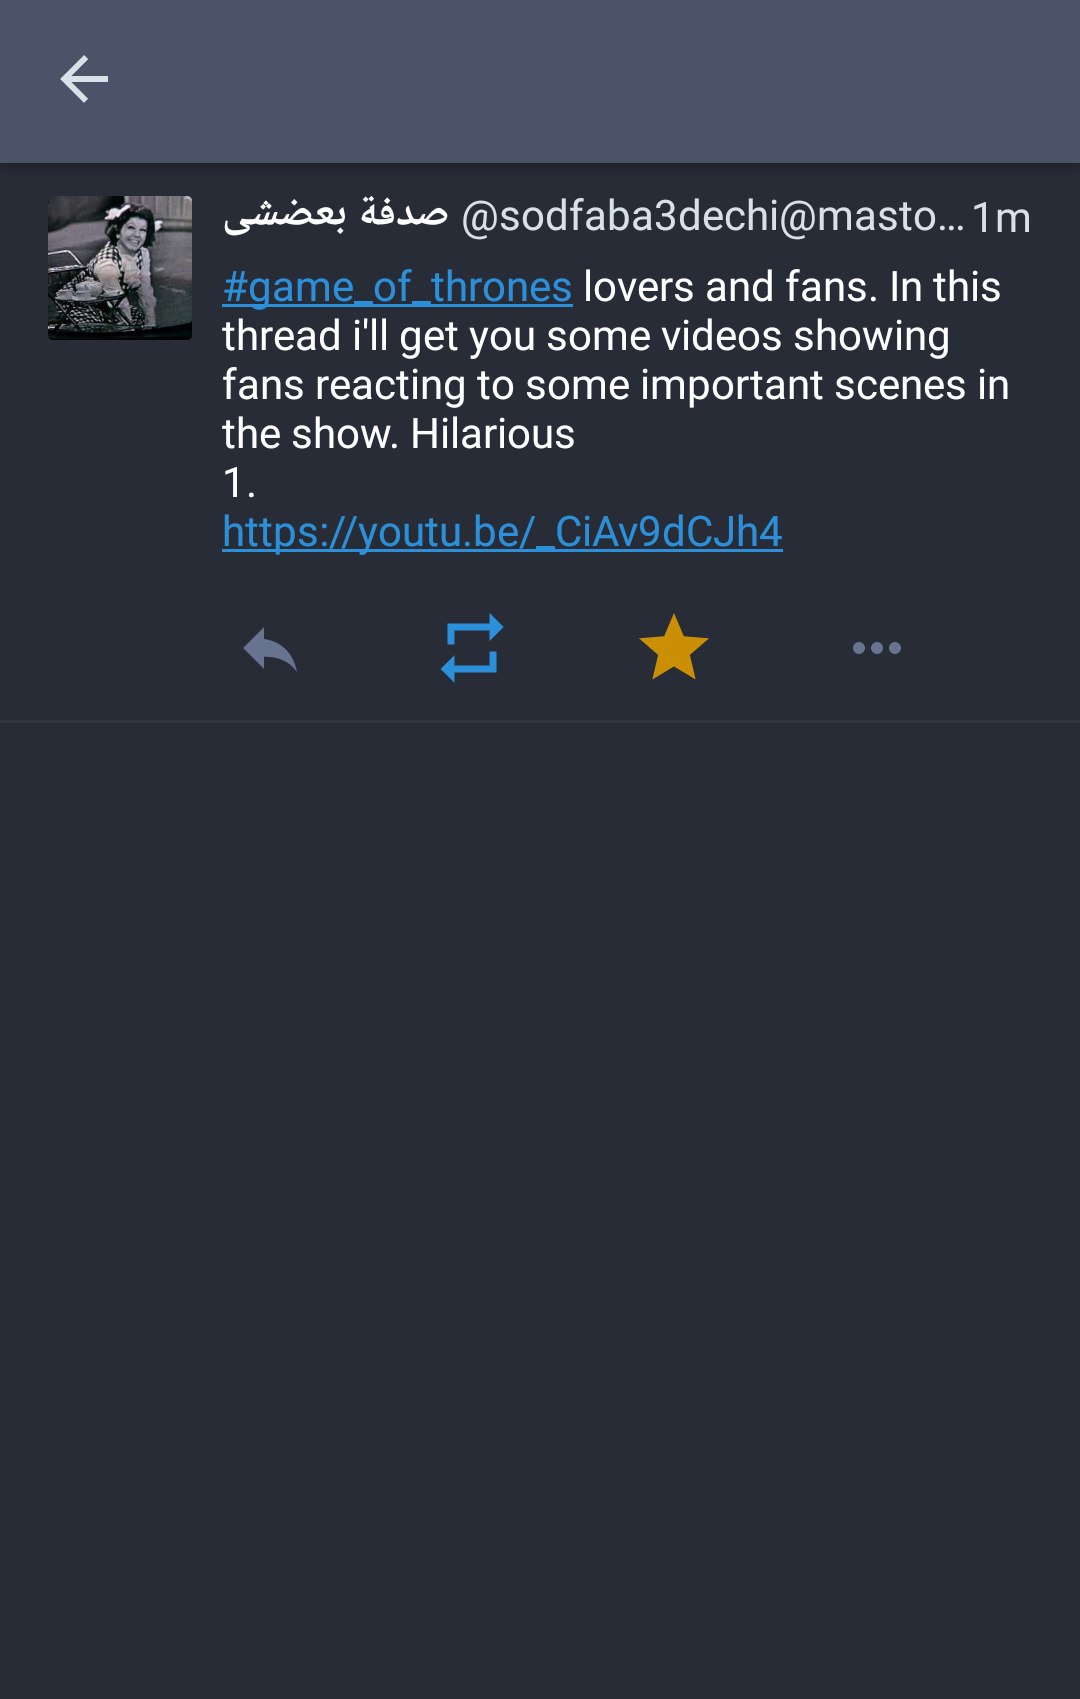 صدفة بعضشى @sodfaba3dechi@masto... 1m
#game_of_thrones lovers and fans. In this
thread i'll get you some videos showing
fans reacting to some important scenes in
the show. Hilarious
1.
https://youtu.be/_CiAv9dCJh4